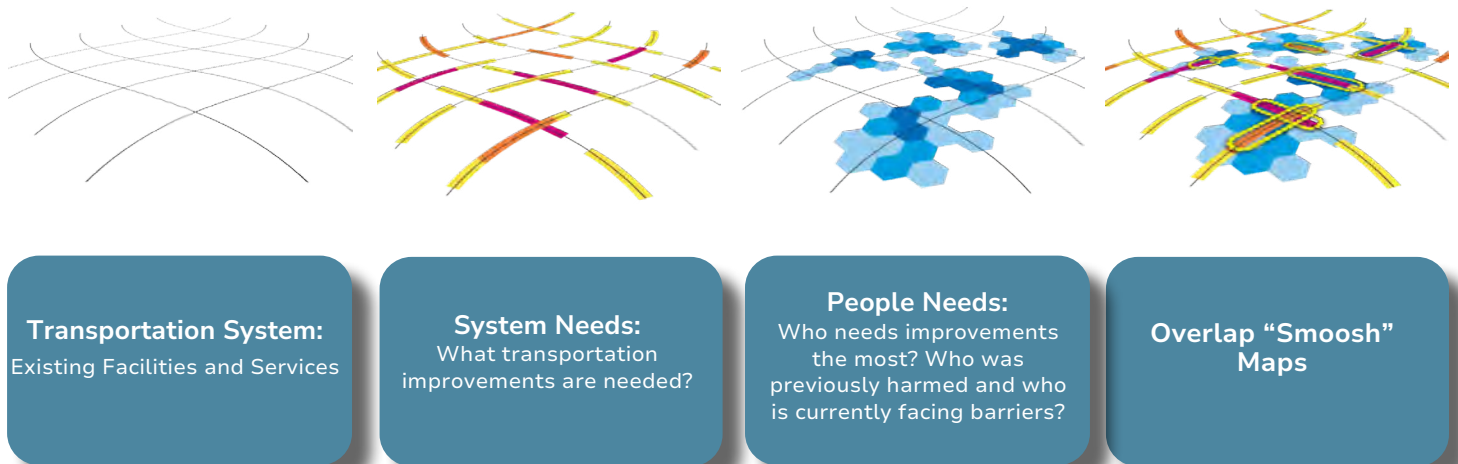 Transportation System:
Existing Facilities and Services
System Needs:
What transportation
improvements are needed?
People Needs:
Who needs improvements
the most? Who was
previously harmed and who
is currently facing barriers?
Overlap “Smoosh”
Maps